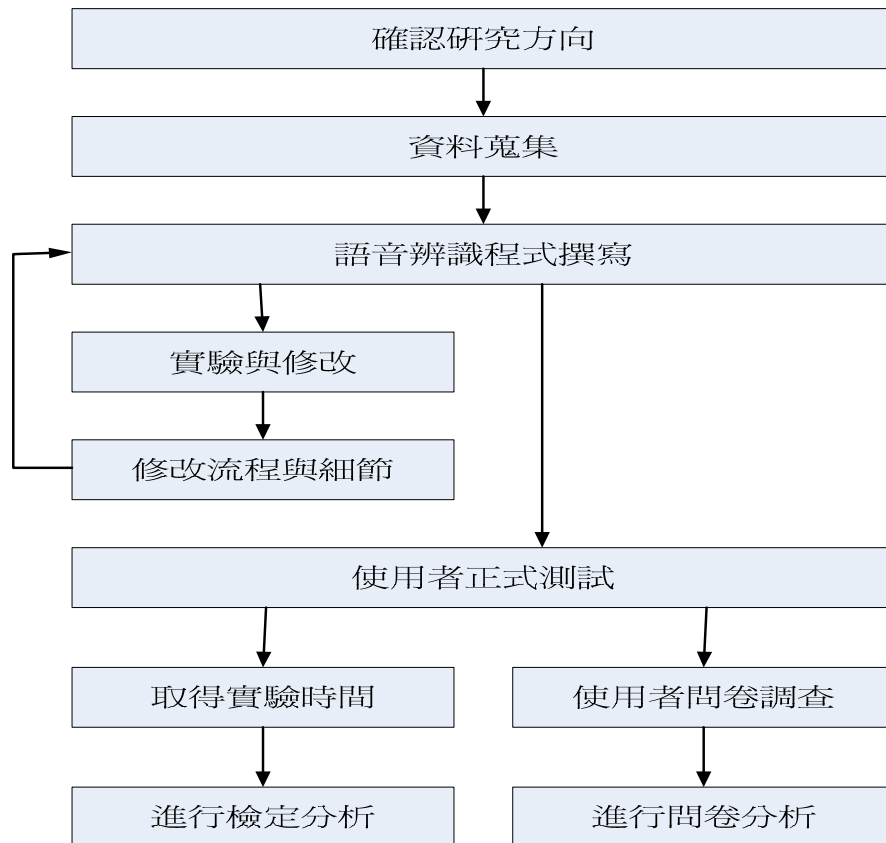 確認研究方向
資料蒐集
語音辨識程式撰寫
實驗與修改
修改流程與細節
使用者正式測試
取得實驗時間
使用者問卷調查
進行檢定分析
進行問卷分析